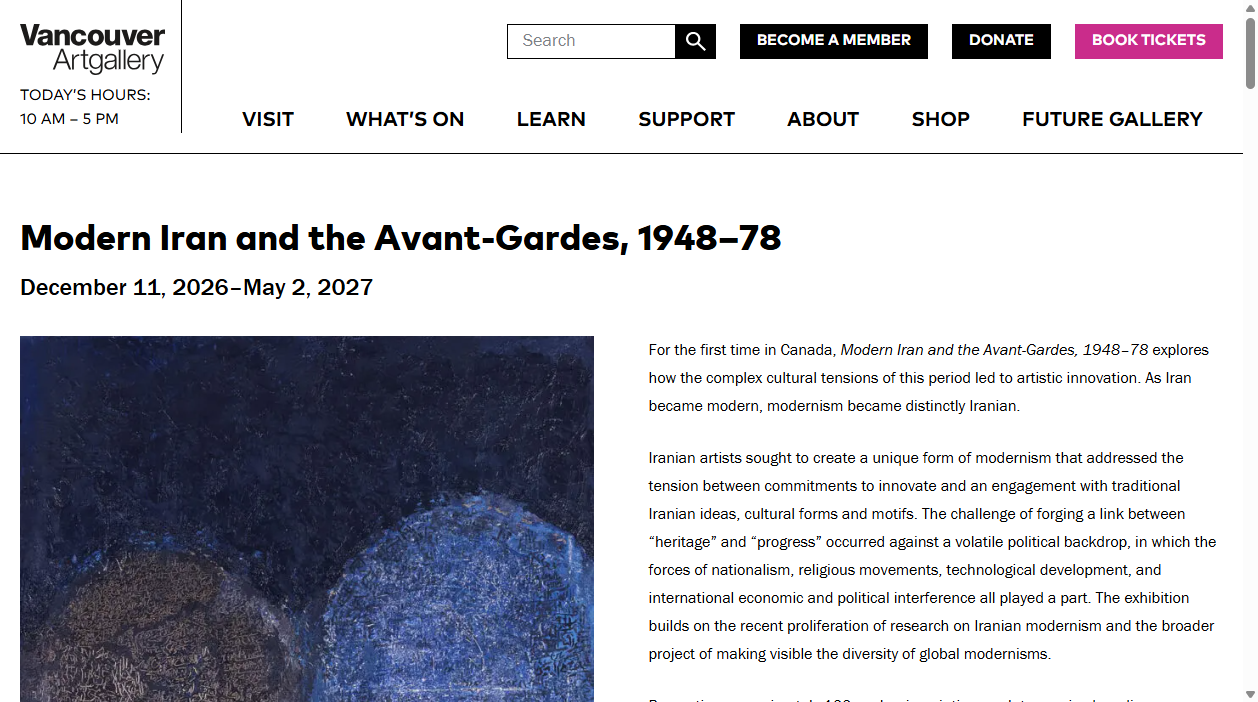 Vancouver
Artgallery
TODAY'S HOURS:
10 AM – 5 PM
Search
BECOME A MEMBER
DONATE
BOOK TICKETS
VISIT
WHAT'S ON
LEARN
SUPPORT
ABOUT
SHOP
FUTURE GALLERY
Modern Iran and the Avant-Gardes, 1948–78
December 11, 2026–May 2, 2027
For the first time in Canada, Modern Iran and the Avant-Gardes, 1948–78 explores
how the complex cultural tensions of this period led to artistic innovation. As Iran
became modern, modernism became distinctly Iranian.
Iranian artists sought to create a unique form of modernism that addressed the
tension between commitments to innovate and an engagement with traditional
Iranian ideas, cultural forms and motifs. The challenge of forging a link between
“heritage” and “progress” occurred against a volatile political backdrop, in which the
forces of nationalism, religious movements, technological development, and
international economic and political interference all played a part. The exhibition
builds on the recent proliferation of research on Iranian modernism and the broader
project of making visible the diversity of global modernisms.